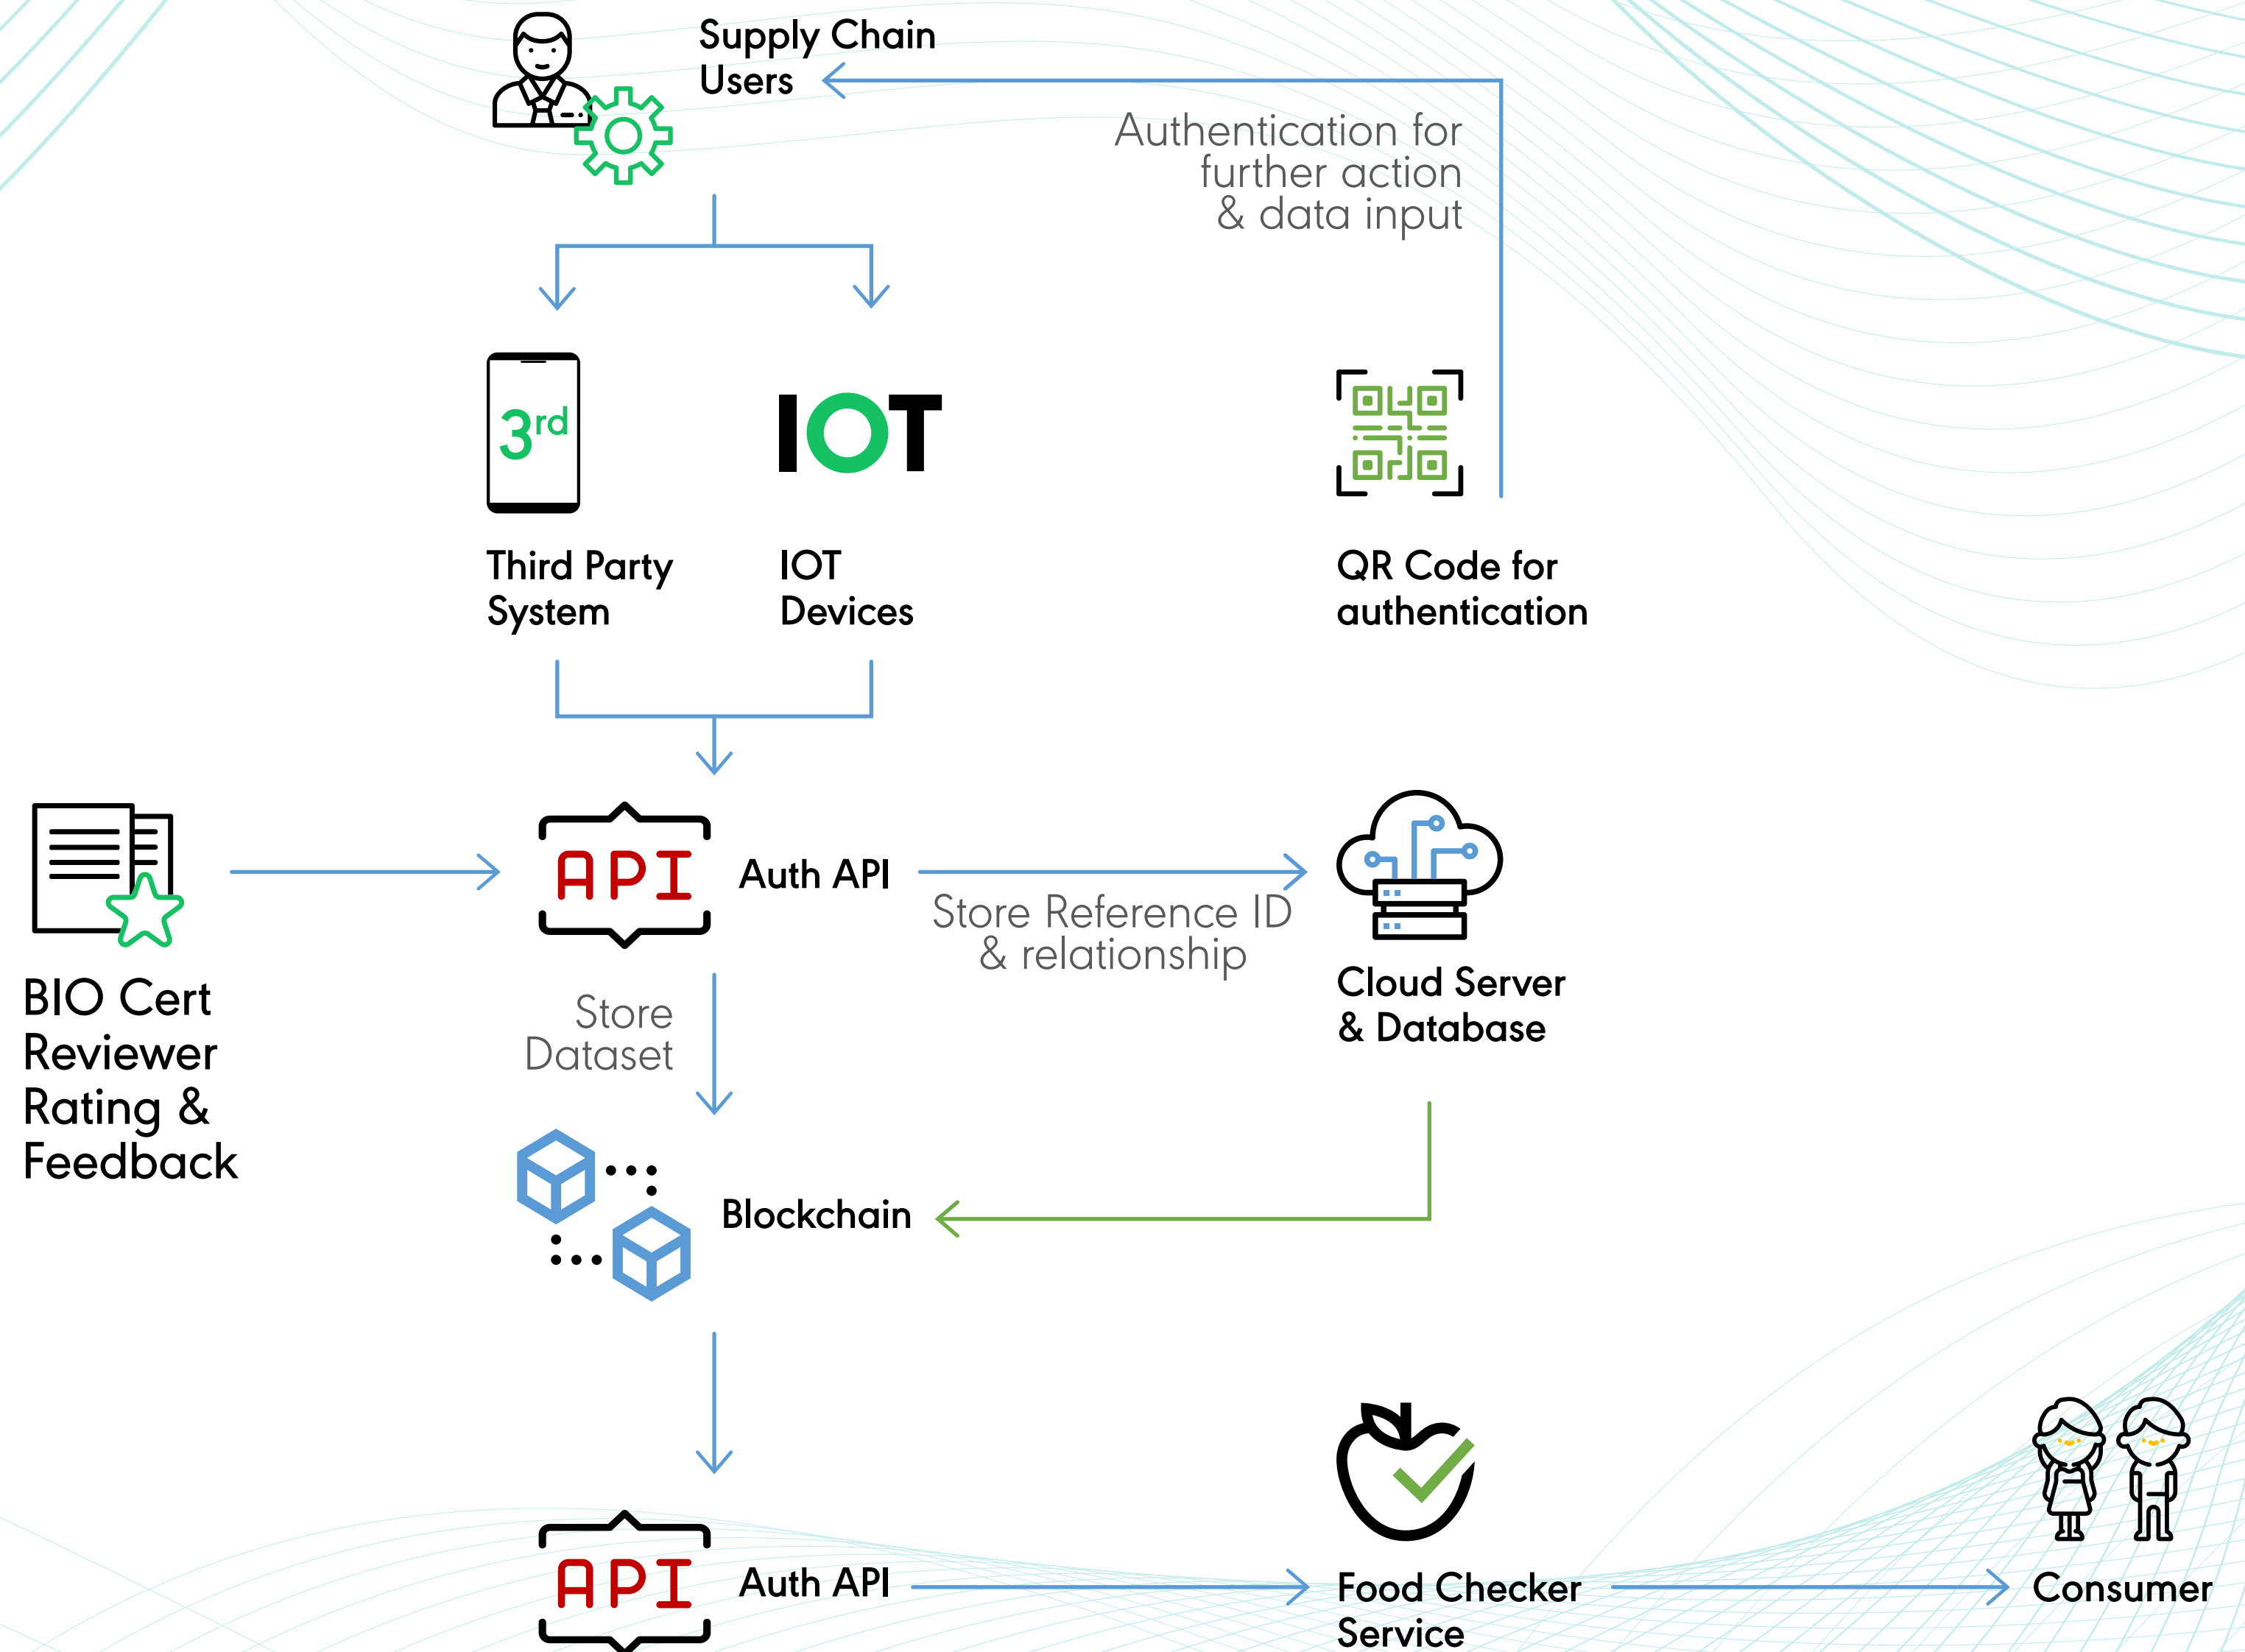 Supply Chain
Users
Authentication for
further action
& data input
3rd
IOT
Third Party
System
IOT
Devices
QR Code for
authentication
API
Auth API
Store Reference ID
& relationship
Cloud Server
& Database
BIO Cert
Reviewer
Rating &
Feedback
Store
Dataset
Blockchain
API
Auth API
Food Checker
Service
Consumer